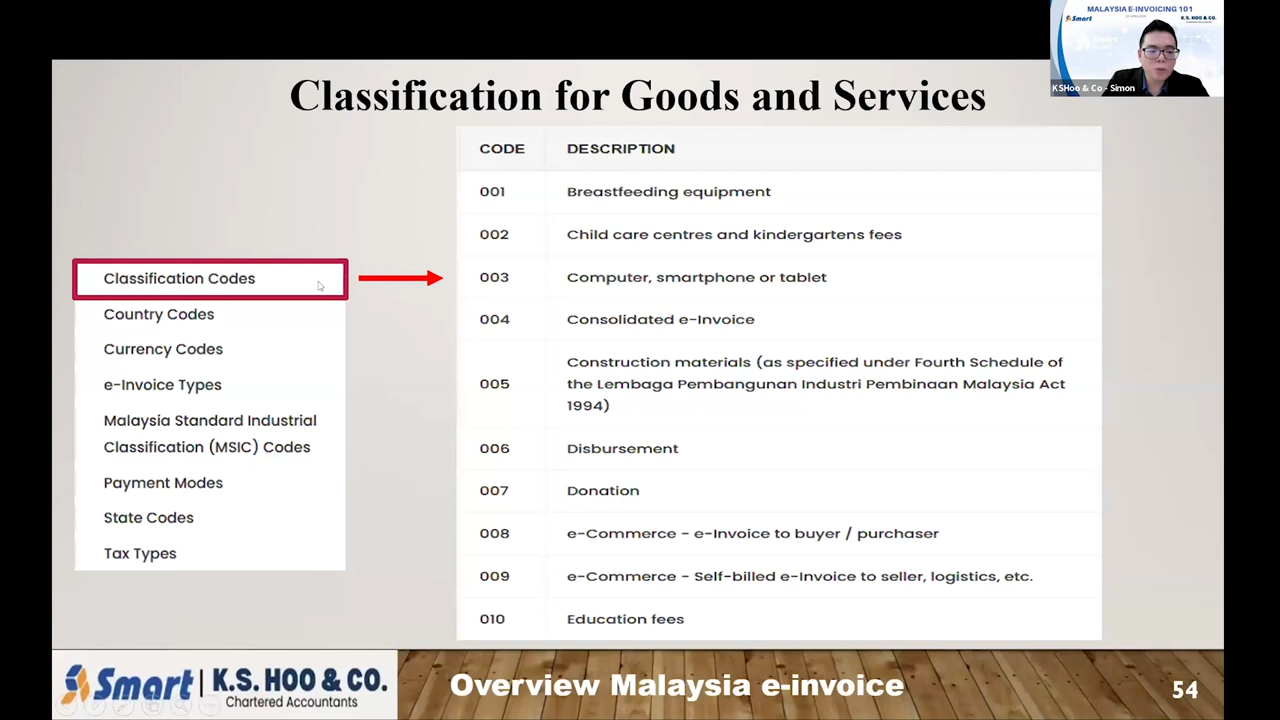 MALAYSIA E-INVOICING 101
Smart
K.S. HOO & CO.
KSHoo & Co - Simon
Classification for Goods and Services
Classification Codes
Country Codes
Currency Codes
e-Invoice Types
Malaysia Standard Industrial
Classification (MSIC) Codes
Payment Modes
State Codes
Tax Types
CODE DESCRIPTION
001 Breastfeeding equipment
002 Child care centres and kindergartens fees
003 Computer, smartphone or tablet
004 Consolidated e-Invoice
005 Construction materials (as specified under Fourth Schedule of
the Lembaga Pembangunan Industri Pembinaan Malaysia Act
1994)
006 Disbursement
007 Donation
008 e-Commerce - e-Invoice to buyer / purchaser
009 e-Commerce - Self-billed e-Invoice to seller, logistics, etc.
010 Education fees
Smart | K.S. HOO & CO.
Chartered Accountants
Overview Malaysia e-invoice
54